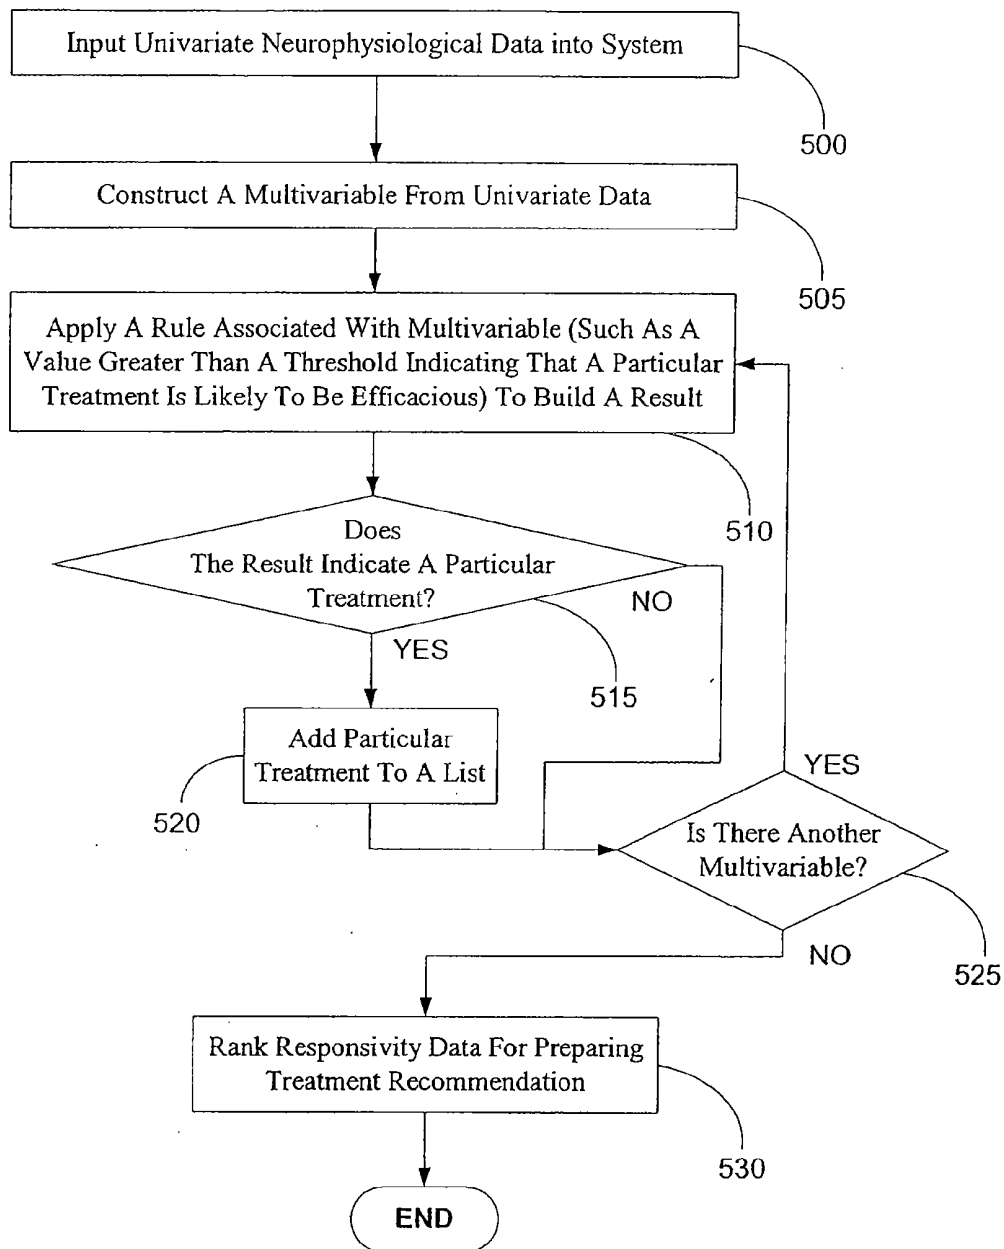 Input Univariate Neurophysiological Data into System
500
Construct A Multivariable From Univariate Data
505
Apply A Rule Associated With Multivariable (Such As A
Value Greater Than A Threshold Indicating That A Particular
Treatment Is Likely To Be Efficacious) To Build A Result
510
Does
The Result Indicate A Particular
Treatment?
NO
YES
515
Add Particular
Treatment To A List
520
YES
Is There Another
Multivariable?
NO
525
Rank Responsivity Data For Preparing
Treatment Recommendation
530
END